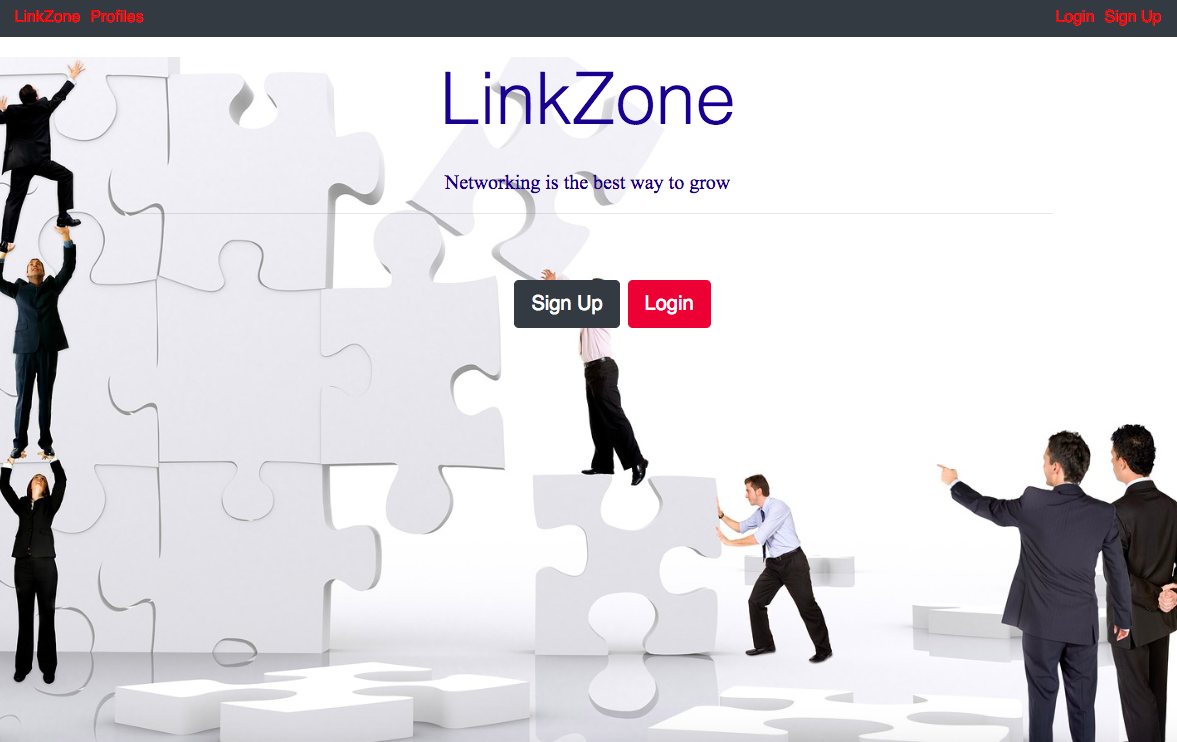 LinkZone Profiles Login Sign Up
LinkZone
Networking is the best way to grow
Sign Up Login